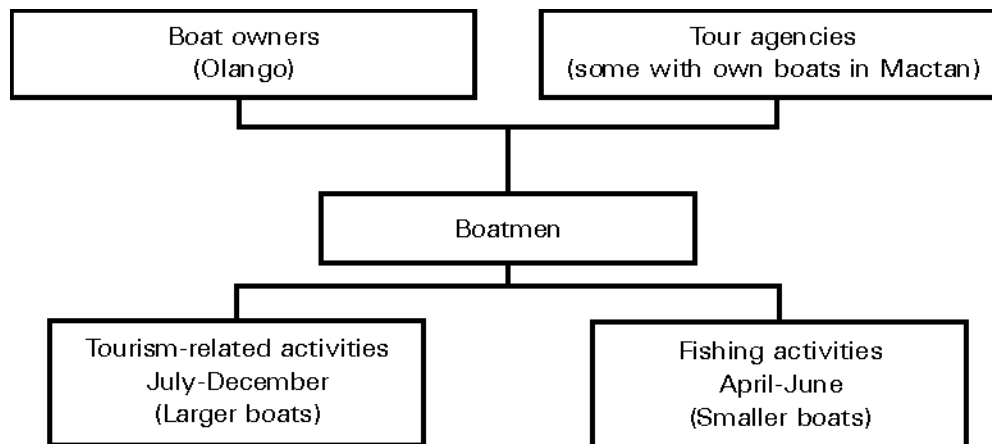 Boat owners
(Olango)
Tour agencies
(some with own boats in Mactan)
Boatmen
Tourism-related activities
July-December
(Larger boats)
Fishing activities
April-June
(Smaller boats)